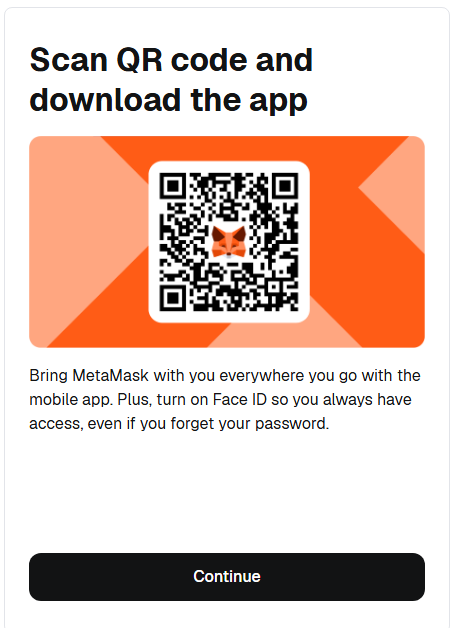 Scan QR code and
download the app
Bring MetaMask with you everywhere you go with the
mobile app. Plus, turn on Face ID so you always have
access, even if you forget your password.
Continue